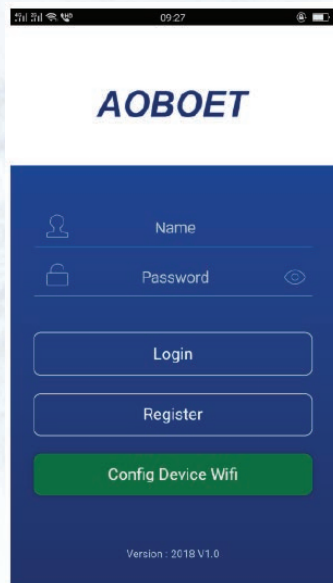 09:27
AOBOET
Name
Password
Login
Register
Config Device Wifi
Version : 2018 V1.0